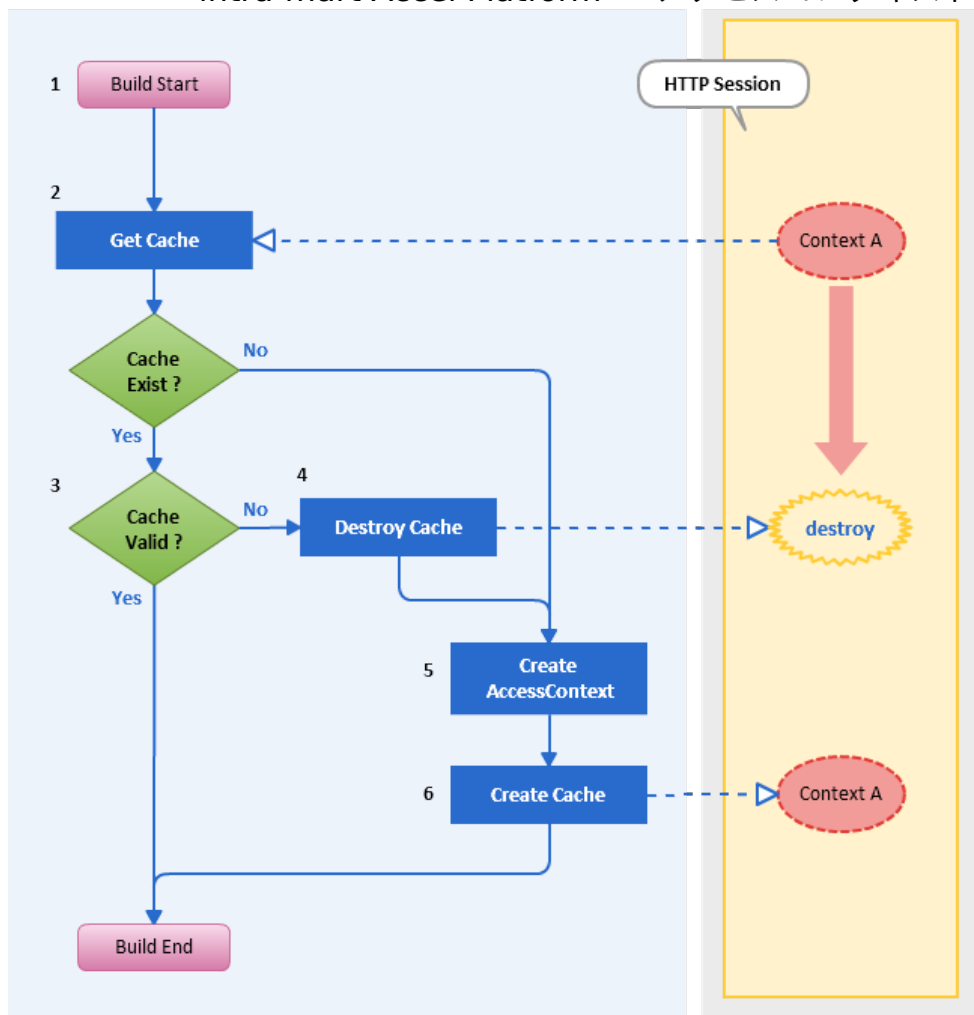 1
Build Start
HTTP Session
2
Get Cache
Context A
Cache
Exist ?
No
Yes
3
Cache
Valid ?
No
4
Destroy Cache
destroy
Yes
5
Create
AccessContext
6
Create Cache
Context A
Build End